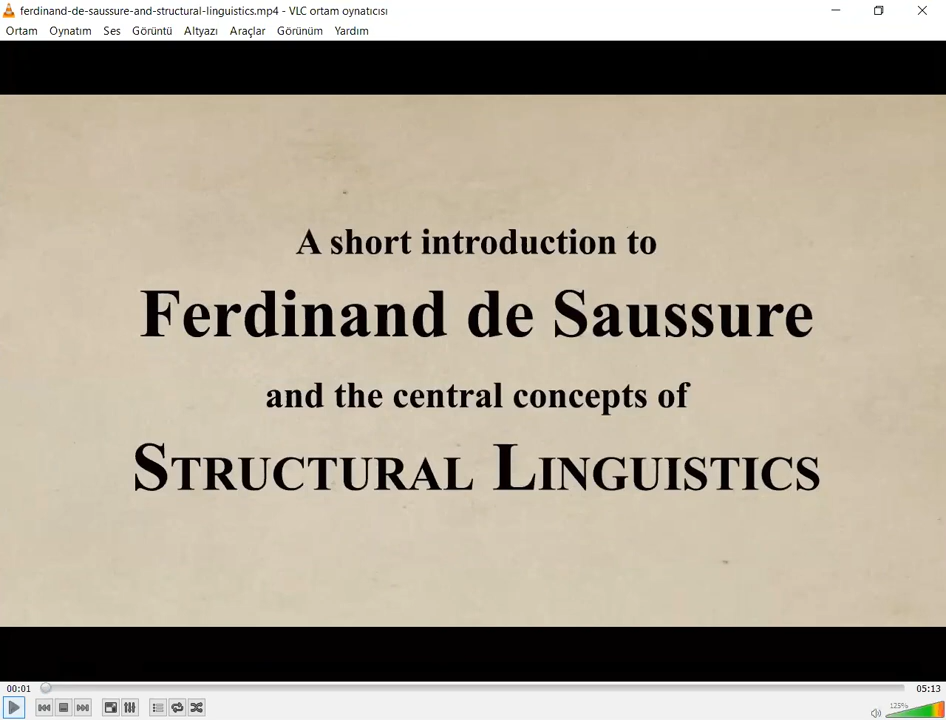 ferdinand-de-saussure-and-structural-linguistics.mp4 - VLC ortam oynatıcısı
Ortam Oynatım Ses Görüntü Altyazı Araçlar Görünüm Yardım
A short introduction to
Ferdinand de Saussure
and the central concepts of
STRUCTURAL LINGUISTICS
00:01 05:13
125%